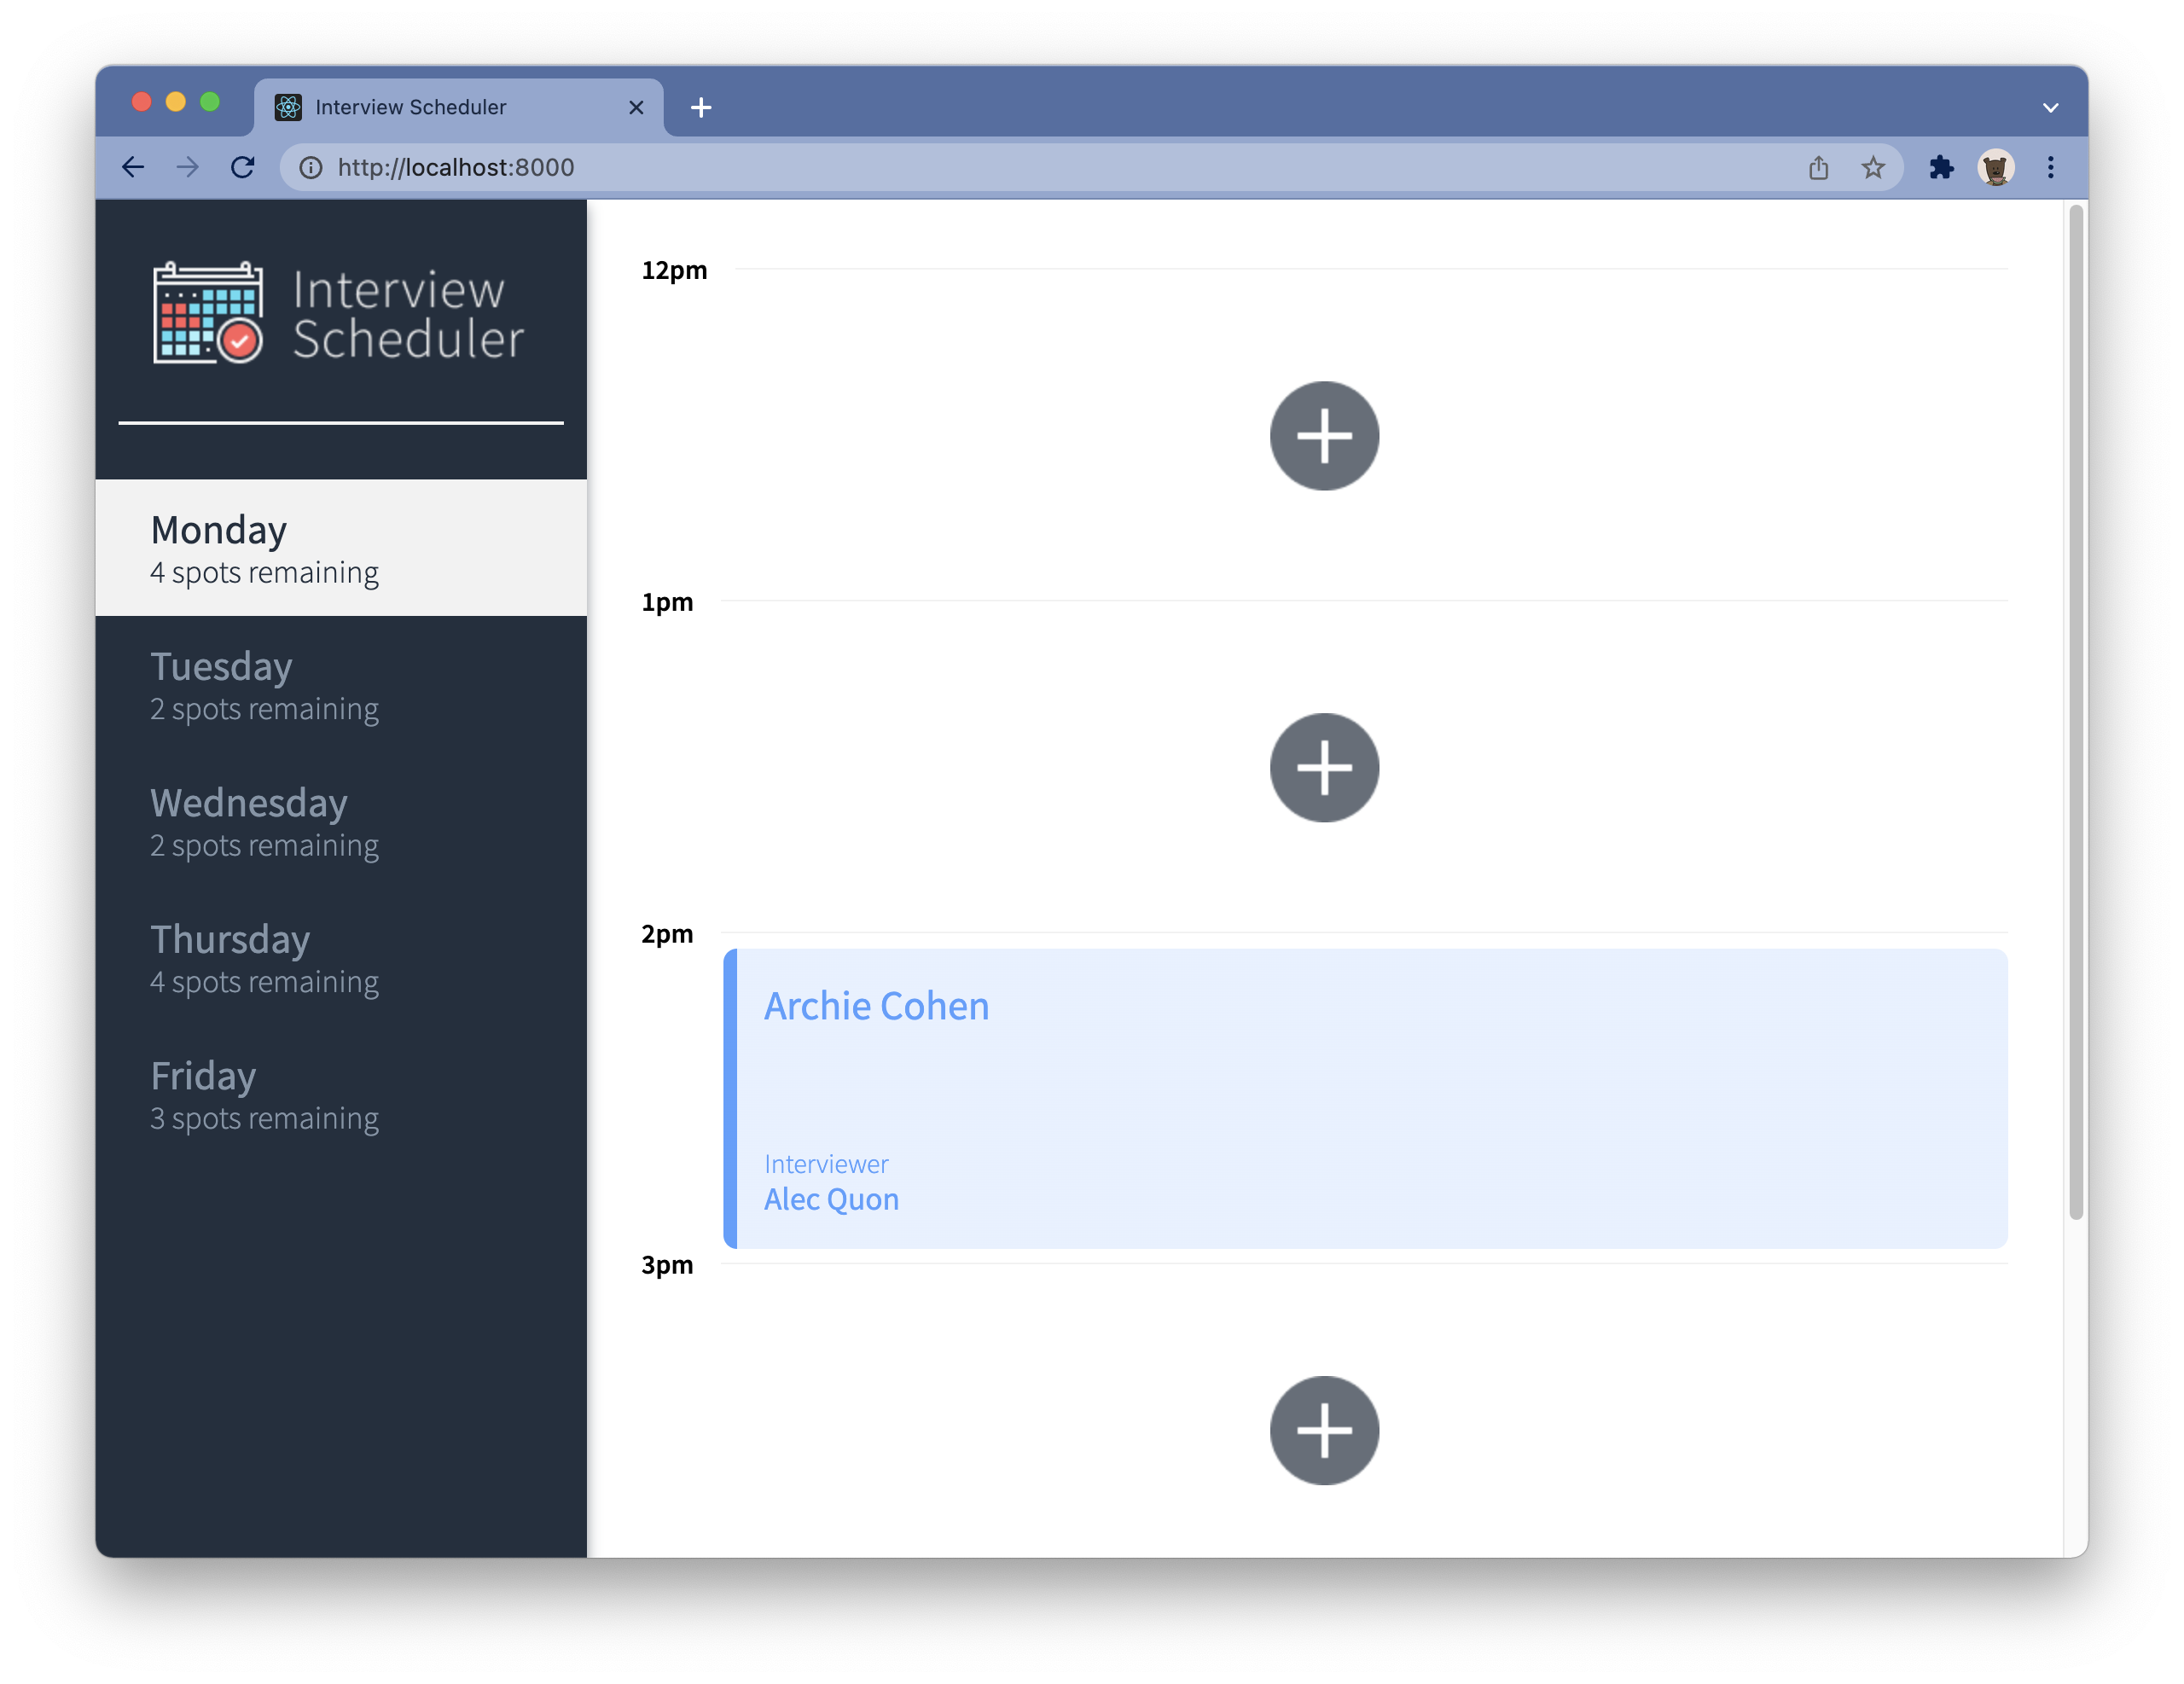 Interview Scheduler
http://localhost:8000
Interview
Scheduler
Monday
4 spots remaining
Tuesday
2 spots remaining
Wednesday
2 spots remaining
Thursday
4 spots remaining
Friday
3 spots remaining
12pm
1pm
2pm
Archie Cohen
Interviewer
Alec Quon
3pm